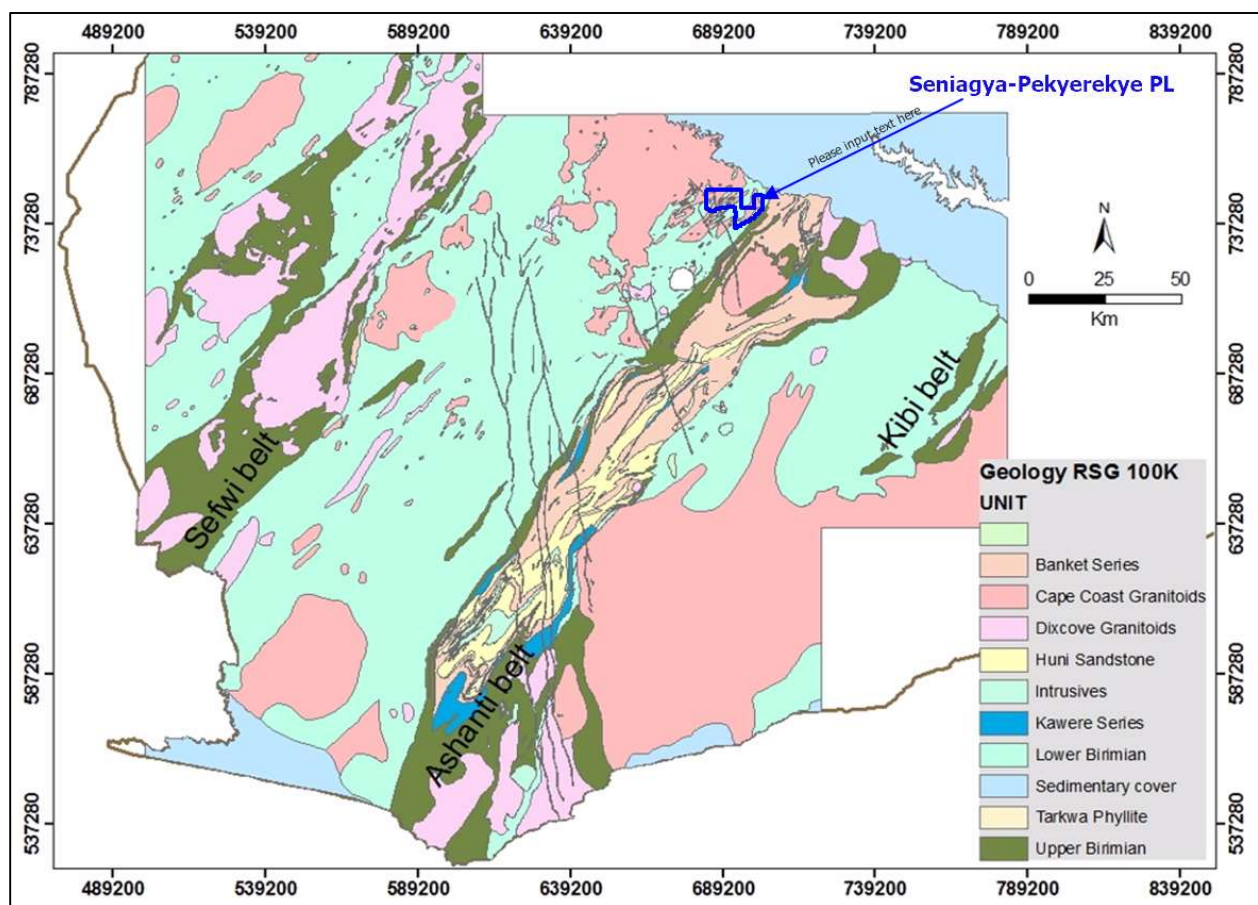 489200 539200 589200 639200 689200 739200 789200 839200
787280 787280
Seniagya-Pekyerekye PL
Please input text here
737280 737280
N
0 25 50
Km
687280 687280
Kibi belt
Sefwi belt
Geology RSG 100K
UNIT
637280 637280
Banket Series
Cape Coast Granitoids
Dixcove Granitoids
Huni Sandstone
587280 587280
Intrusives
Kawere Series
Ashanti belt
Lower Birimian
Sedimentary cover
Tarkwa Phyllite
537280 537280
Upper Birimian
489200 539200 589200 639200 689200 739200 789200 839200